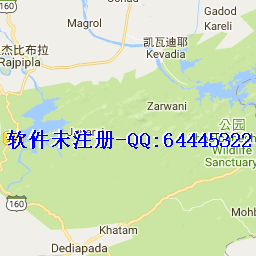 Gadod
Kareli
Magrol
凯瓦迪耶
Kevadia
杰比布拉
Rajpipla
Zarwani
公园
软件未注册-QQ:64445322
Wildlife
Sanctuary
160
Mohb
Khatam
Dediapada